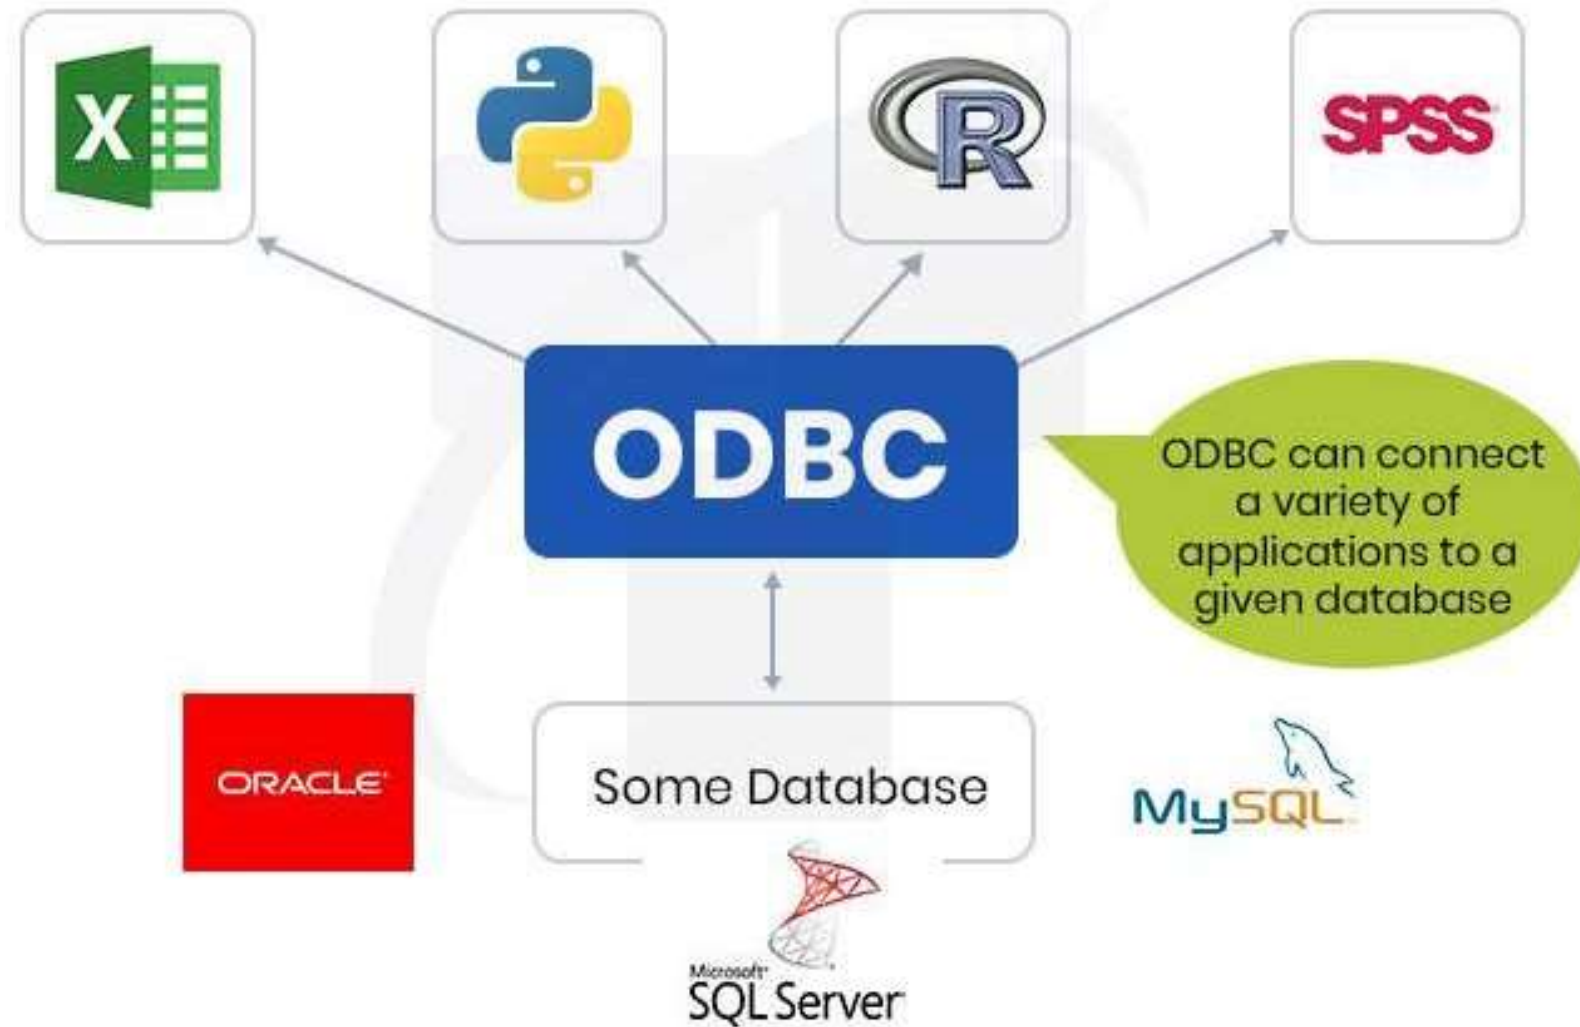 X
R
SPSS
ODBC
ODBC can connect
a variety of
applications to a
given database
ORACLE
Some Database
MySQL
Microsoft
SQL Server